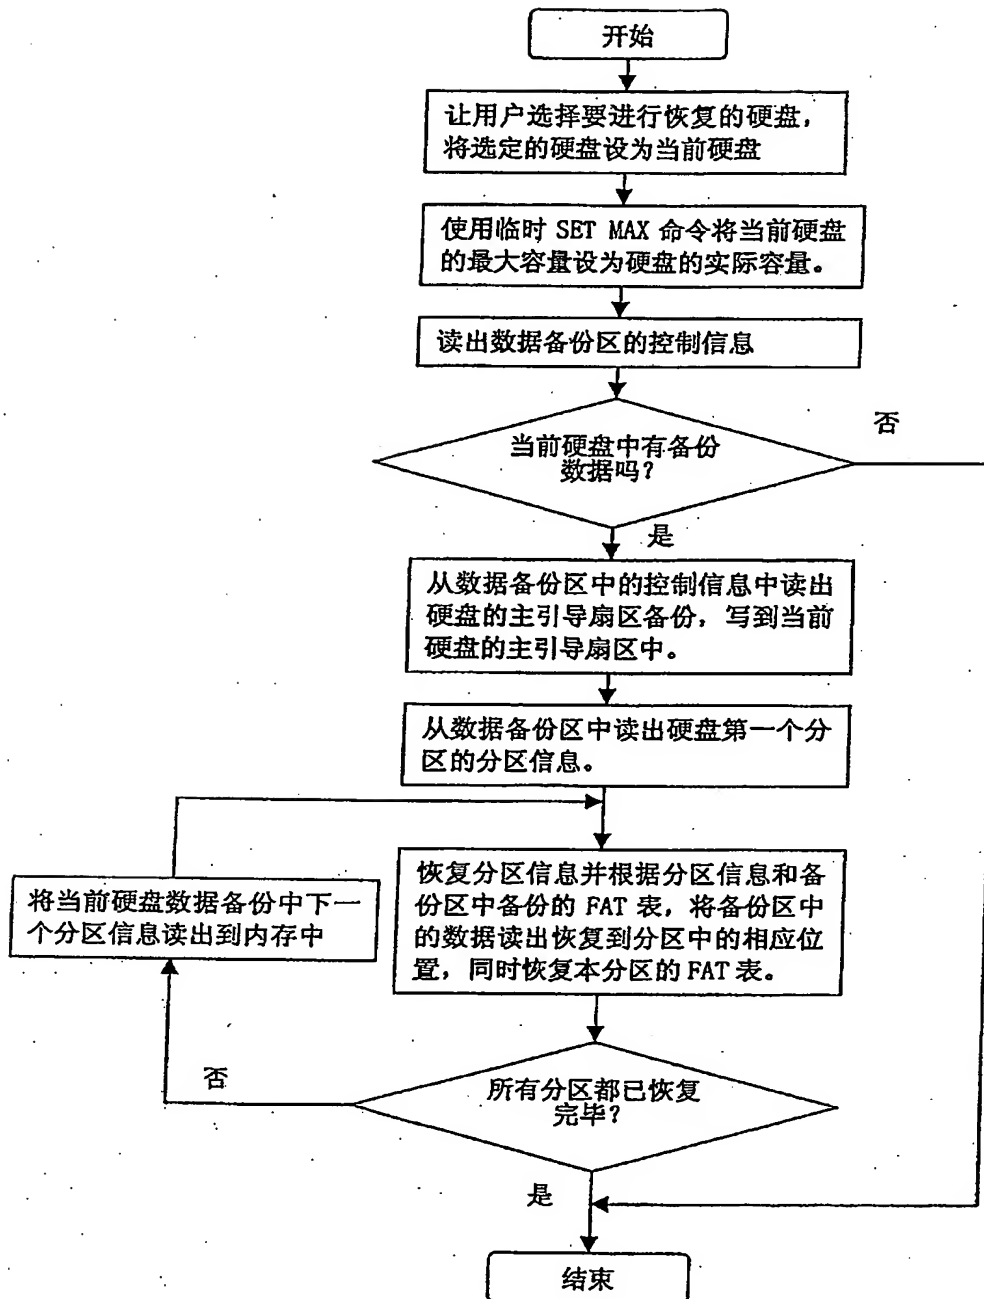 开始
让用户选择要进行恢复的硬盘，
将选定的硬盘设为当前硬盘
使用临时 SET MAX 命令将当前硬盘
的最大容量设为硬盘的实际容量。
读出数据备份区的控制信息
否
当前硬盘中有备份
数据吗？
是
从数据备份区中的控制信息中读出
硬盘的主引导扇区备份，写到当前
硬盘的主引导扇区中。
从数据备份区中读出硬盘第一个分
区的分区信息。
恢复分区信息并根据分区信息和备
份区中备份的 FAT 表，将备份区中
的数据读出恢复到分区中的相应位
置，同时恢复本分区的 FAT 表。
将当前硬盘数据备份中下一
个分区信息读出到内存中
否
所有分区都已恢复
完毕？
是
结束